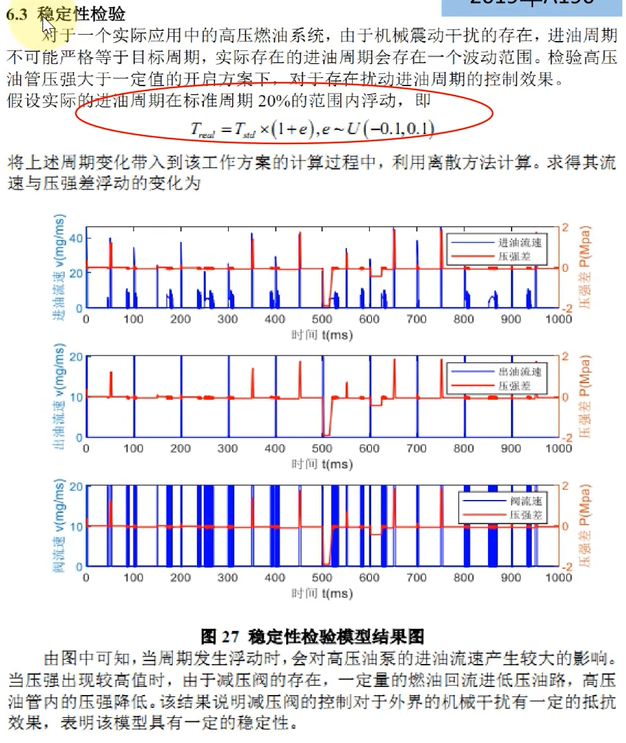 2019年A196
6.3 稳定性检验
对于一个实际应用中的高压燃油系统，由于机械震动干扰的存在，进油周期
不可能严格等于目标周期，实际存在的进油周期会存在一个波动范围。检验高压
油管压强大于一定值的开启方案下，对于存在扰动进油周期的控制效果。
假设实际的进油周期在标准周期 20%的范围内浮动，即
T_real = T_std ×(1+e), e ~ U(−0.1,0.1)
将上述周期变化带入到该工作方案的计算过程中，利用离散方法计算。求得其流
速与压强差浮动的变化为
进油流速 v(mg/ms)
40
20
0
进油流速
压强差
2
0
-2
压强差 P(Mpa)
0 100 200 300 400 500 600 700 800 900 1000
时间 t(ms)
出油流速 v(mg/ms)
20
10
0
出油流速
压强差
2
0
-2
压强差 P(Mpa)
0 100 200 300 400 500 600 700 800 900 1000
时间 t(ms)
阀流速 v(mg/ms)
20
10
0
阀流速
压强差
2
0
-2
压强差 P(Mpa)
0 100 200 300 400 500 600 700 800 900 1000
时间 t(ms)
图 27 稳定性检验模型结果图
由图中可知，当周期发生浮动时，会对高压油泵的进油流速产生较大的影响。
当压强出现较高值时，由于减压阀的存在，一定量的燃油回流进低压油路，高压
油管内的压强降低。该结果说明减压阀的控制对于外界的机械干扰有一定的抵抗
效果，表明该模型具有一定的稳定性。